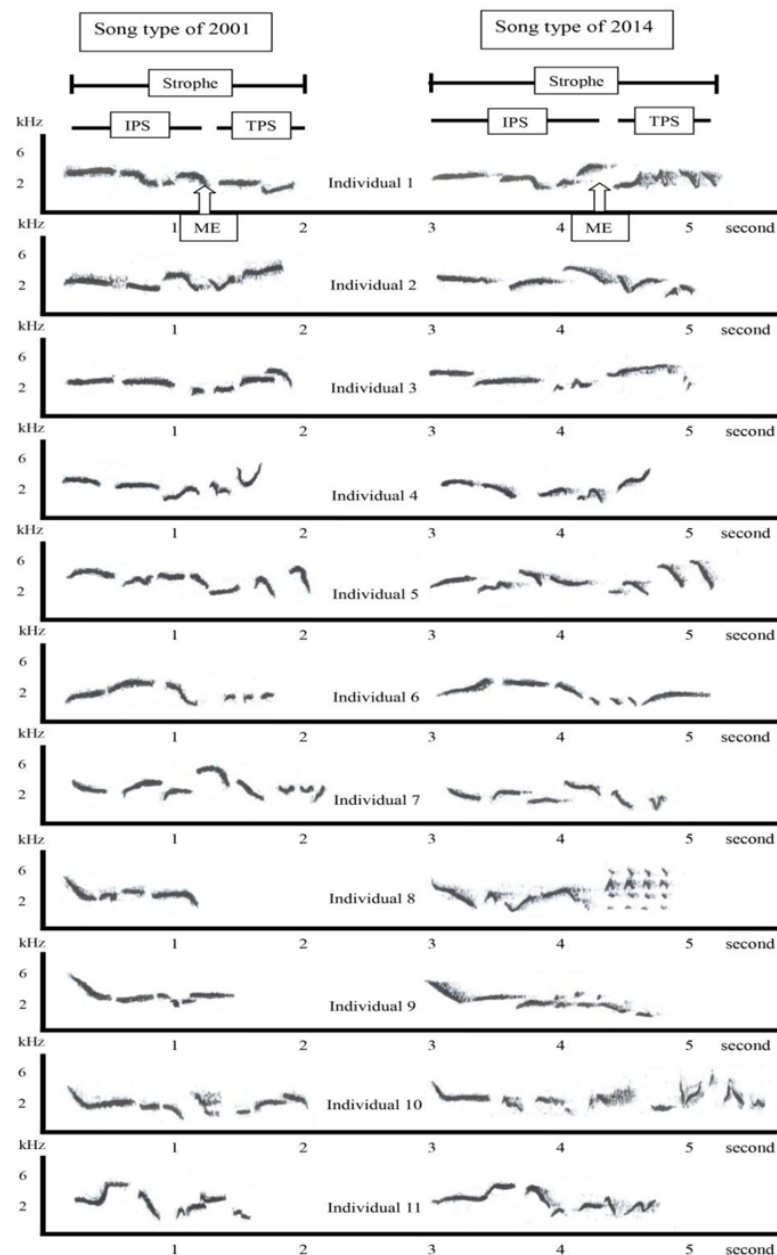 Song type of 2001 Song type of 2014
Strophe Strophe
IPS TPS IPS TPS
kHz
6
2 Individual 1
1 ME 2 3 ME 5 second
kHz
6
2 Individual 2
1 2 3 4 5 second
kHz
6
2 Individual 3
1 2 3 4 5 second
kHz
6
2 Individual 4
1 2 3 4 5 second
kHz
6
2 Individual 5
1 2 3 4 5 second
kHz
6
2 Individual 6
1 2 3 4 5 second
kHz
6
2 Individual 7
1 2 3 4 5 second
kHz
6
2 Individual 8
1 2 3 4 5 second
kHz
6
2 Individual 9
1 2 3 4 5 second
kHz
6
2 Individual 10
1 2 3 4 5 second
kHz
6
2 Individual 11
1 2 3 4 5 second